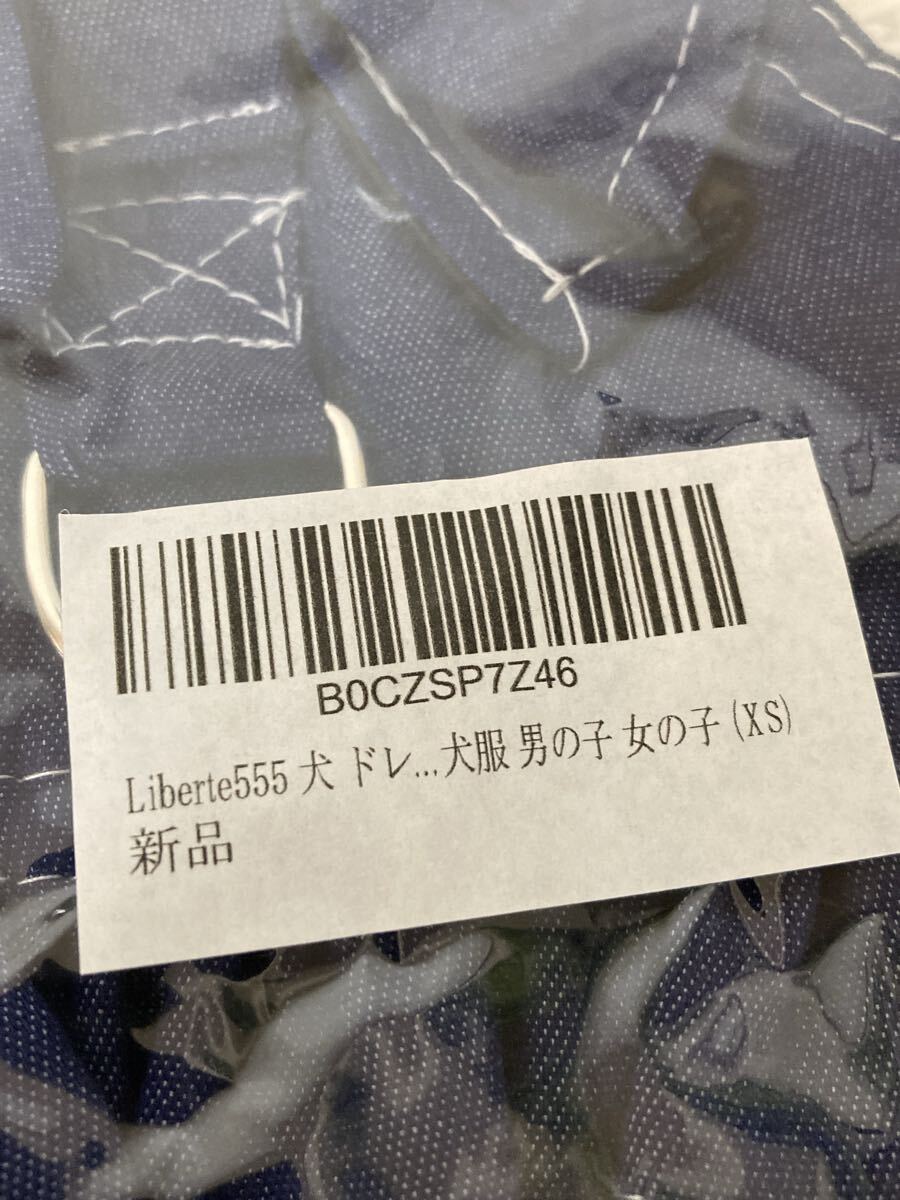 B0CZSP7Z46
Liberte555 犬 ドレ...犬服 男の子 女の子 (XS)
新品